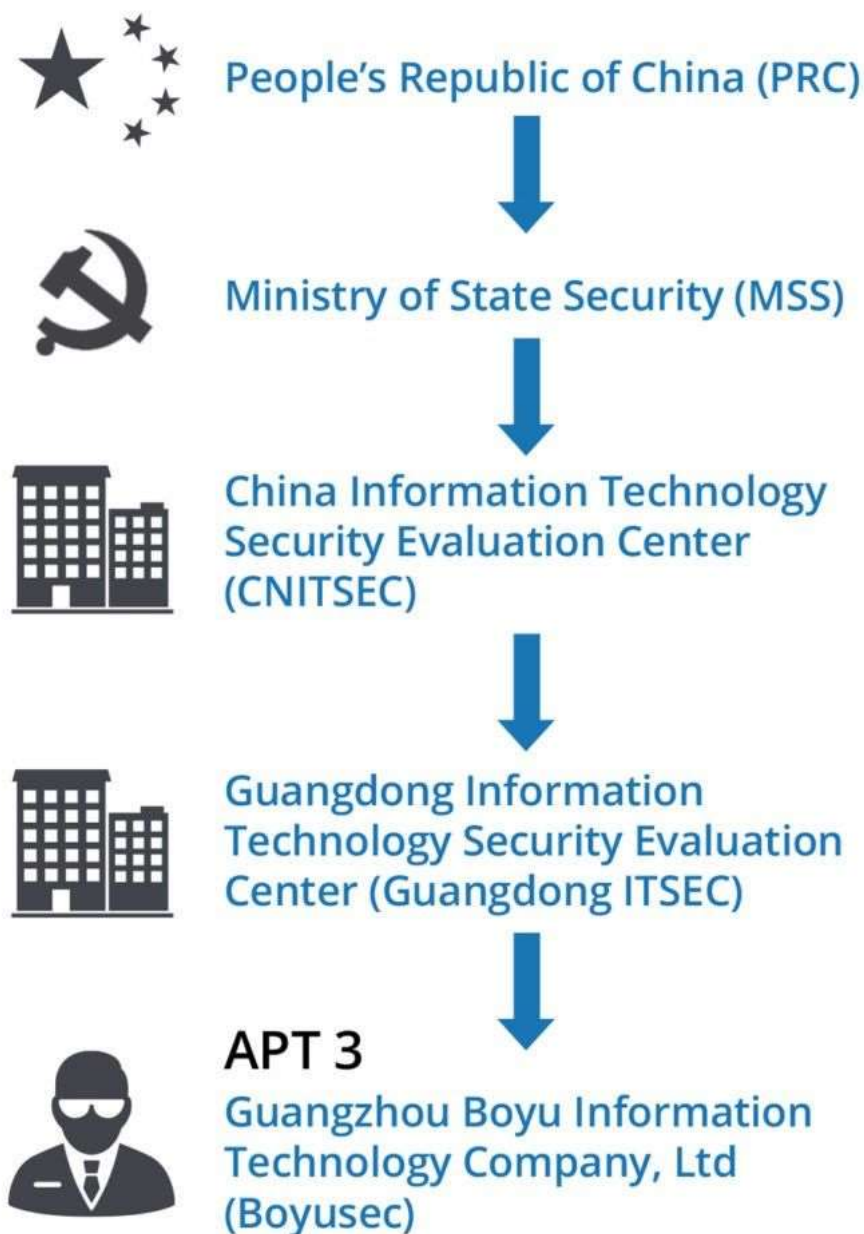 People's Republic of China (PRC)
Ministry of State Security (MSS)
China Information Technology
Security Evaluation Center
(CNITSEC)
Guangdong Information
Technology Security Evaluation
Center (Guangdong ITSEC)
APT 3
Guangzhou Boyu Information
Technology Company, Ltd
(Boyusec)